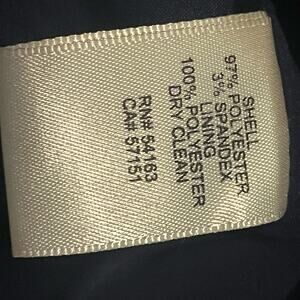 SHELL
97% POLYESTER
3% SPANDEX
LINING
100% POLYESTER
DRY CLEAN
RN# 54163
CA# 57151